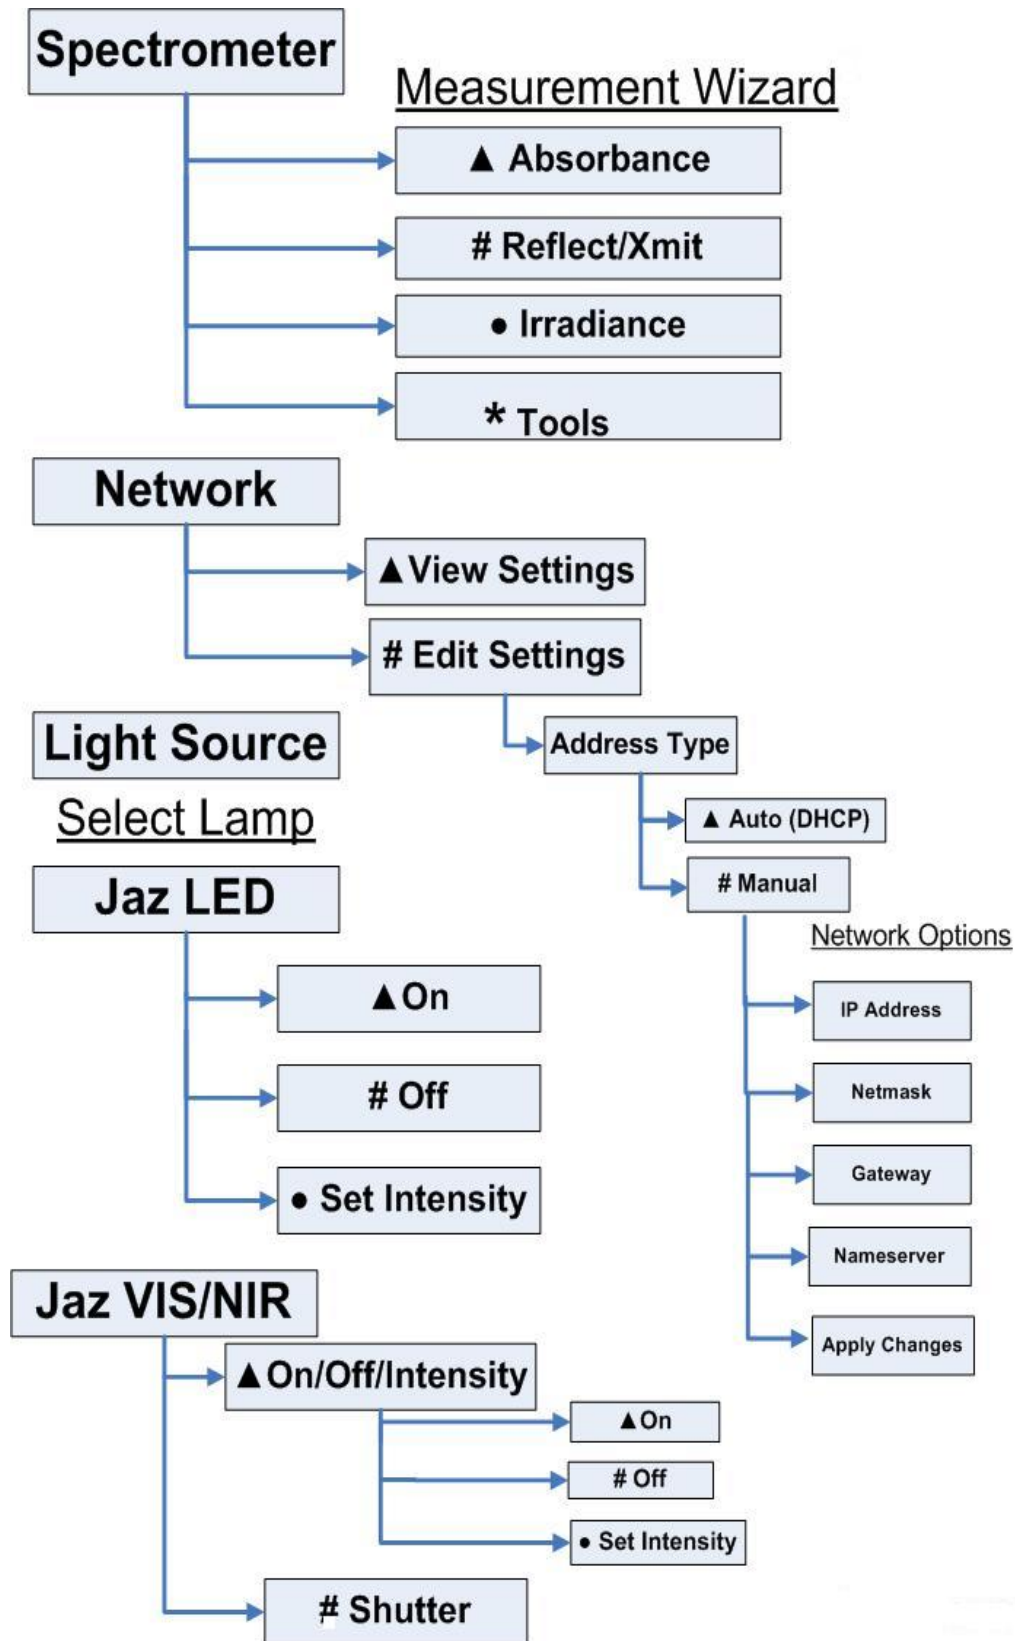 Spectrometer
Measurement Wizard
▲ Absorbance
# Reflect/Xmit
● Irradiance
* Tools
Network
▲ View Settings
# Edit Settings
Address Type
▲ Auto (DHCP)
# Manual
Network Options
IP Address
Netmask
Gateway
Nameserver
Apply Changes
Light Source
Select Lamp
Jaz LED
▲ On
# Off
● Set Intensity
Jaz VIS/NIR
▲ On/Off/Intensity
▲ On
# Off
● Set Intensity
# Shutter